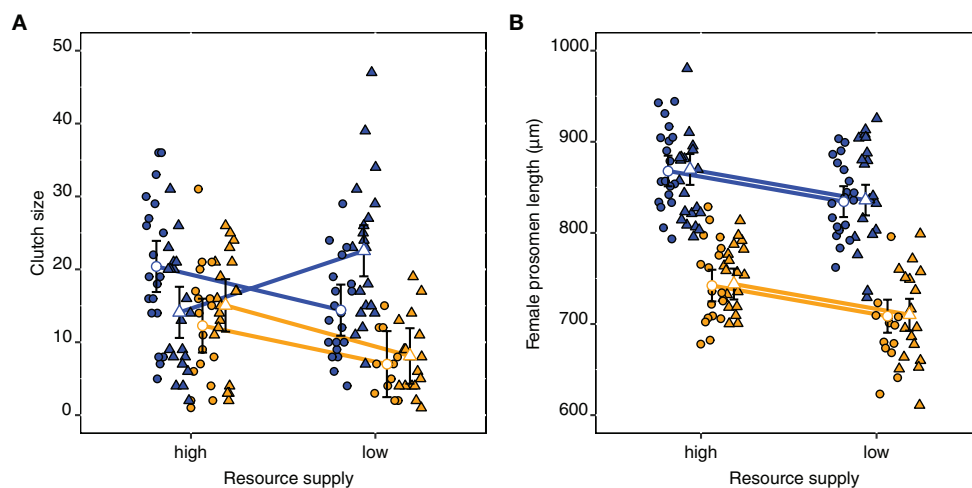 A
50
40
30
20
10
0
Clutch size
high
low
Resource supply
B
1000
900
800
700
600
Female prosomen length (µm)
high
low
Resource supply